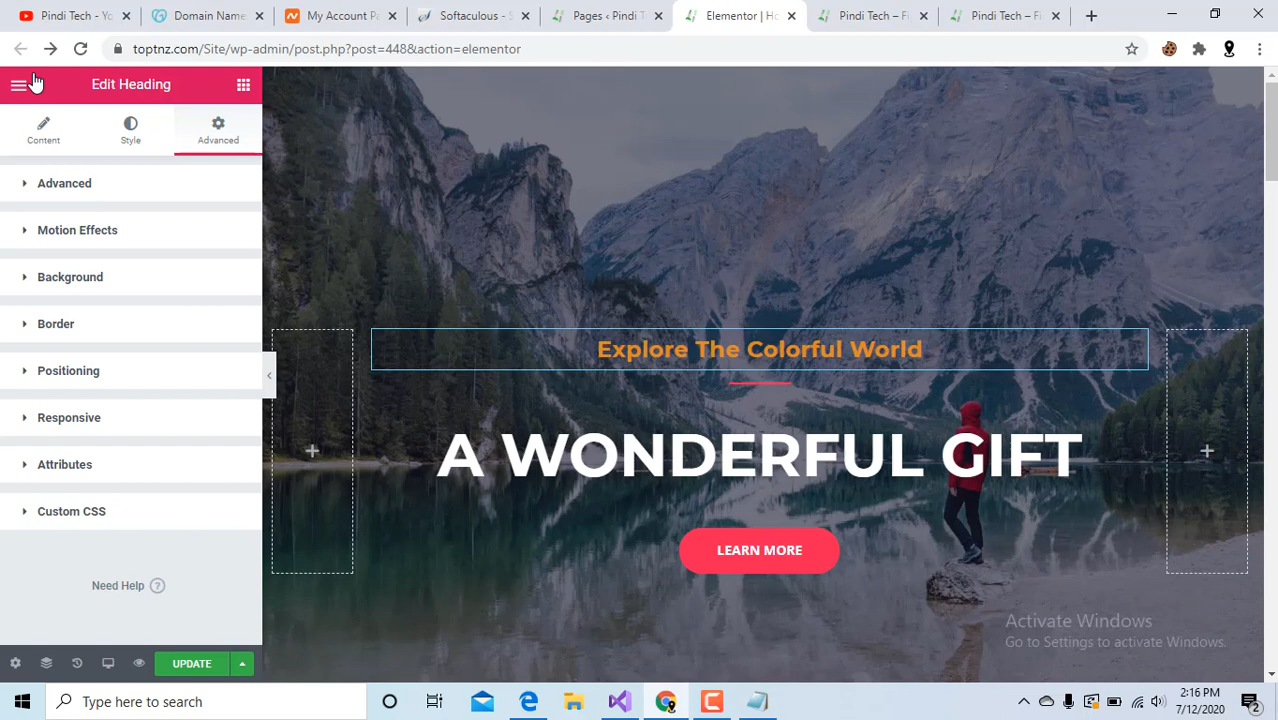 Pindi Tech - Y
Domain Name
My Account Pa
Softaculous - S
Pages ‹ Pindi T
Elementor | Ho
Pindi Tech – Fi
Pindi Tech – Fi
toptnz.com/Site/wp-admin/post.php?post=448&action=elementor
Edit Heading
Content
Style
Advanced
Advanced
Motion Effects
Background
Border
Positioning
Responsive
Attributes
Custom CSS
Need Help ?
UPDATE
Explore The Colorful World
A WONDERFUL GIFT
LEARN MORE
Activate Windows
Go to Settings to activate Windows.
Type here to search
2:16 PM
7/12/2020
2